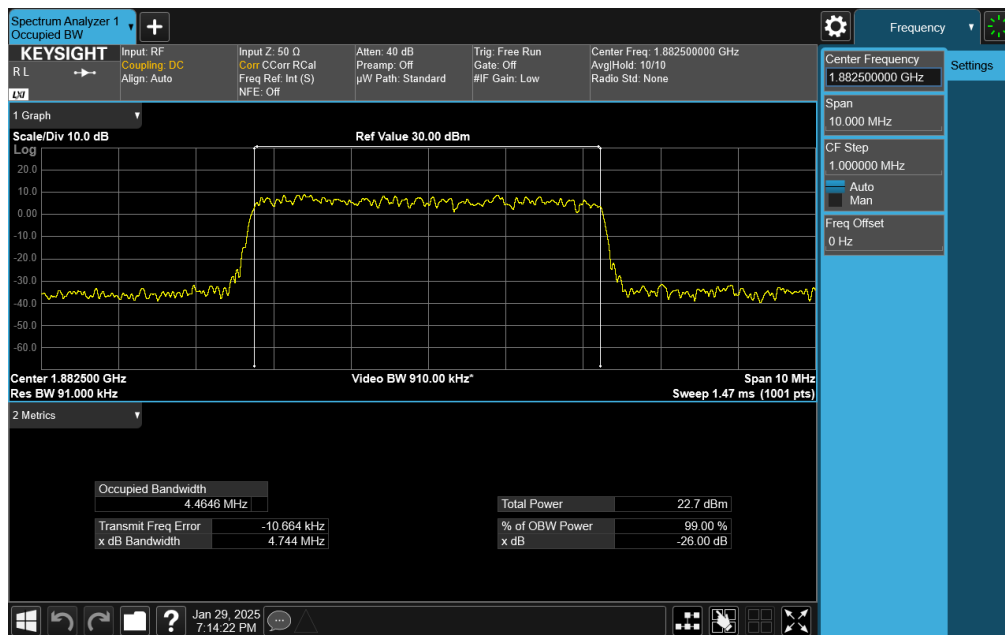 Spectrum Analyzer 1
Occupied BW
Frequency
KEYSIGHT
R L
LXI
Input: RF
Coupling: DC
Align: Auto
Input Z: 50 Ω
Corr CCorr RCal
Freq Ref: Int (S)
NFE: Off
Atten: 40 dB
Preamp: Off
µW Path: Standard
Trig: Free Run
Gate: Off
#IF Gain: Low
Center Freq: 1.882500000 GHz
Avg|Hold: 10/10
Radio Std: None
Center Frequency
1.882500000 GHz
Settings
Span
10.000 MHz
CF Step
1.000000 MHz
Auto
Man
Freq Offset
0 Hz
1 Graph
Scale/Div 10.0 dB
Ref Value 30.00 dBm
Log
20.0
10.0
0.00
-10.0
-20.0
-30.0
-40.0
-50.0
-60.0
Center 1.882500 GHz
Video BW 910.00 kHz*
Span 10 MHz
Res BW 91.000 kHz
Sweep 1.47 ms (1001 pts)
2 Metrics
Occupied Bandwidth
4.4646 MHz
Total Power 22.7 dBm
Transmit Freq Error -10.664 kHz
% of OBW Power 99.00 %
x dB Bandwidth 4.744 MHz
x dB -26.00 dB
?
Jan 29, 2025
7:14:22 PM